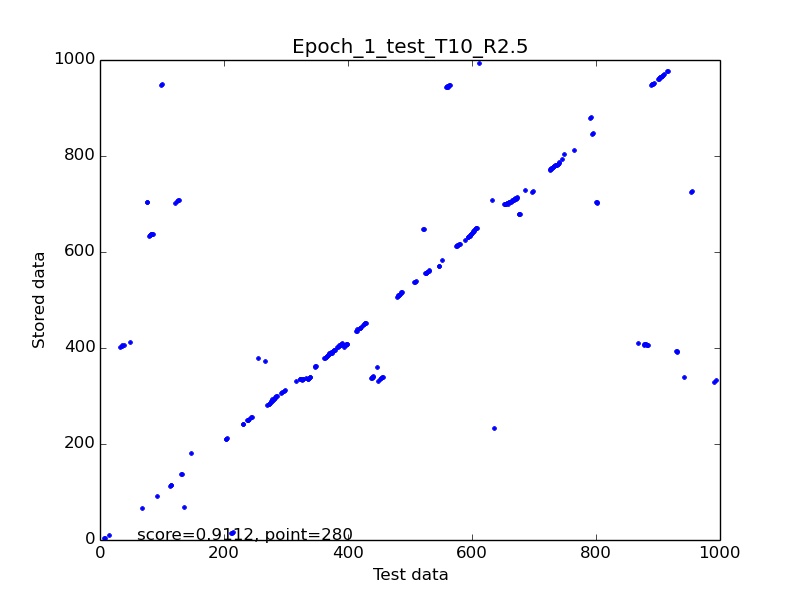 Epoch_1_test_T10_R2.5
1000
800
600
400
200
0
Stored data
score=0.9112, point=280
0 200 400 600 800 1000
Test data